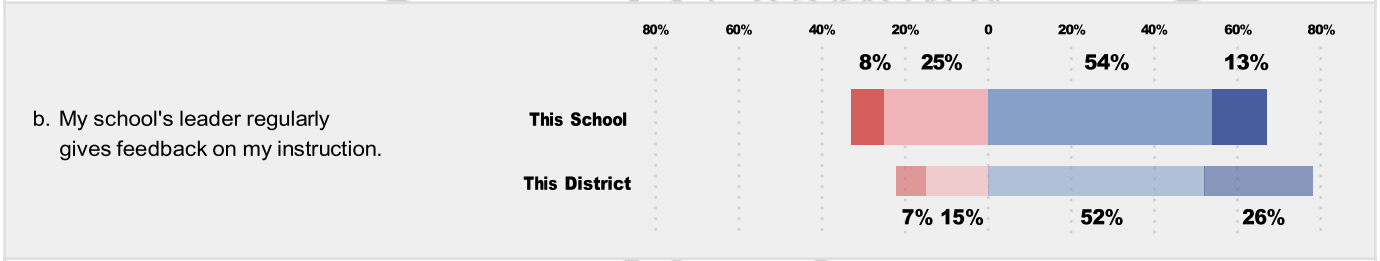 80% 60% 40% 20% 0 20% 40% 60% 80%
8% 25% 54% 13%
b. My school's leader regularly
gives feedback on my instruction.
This School
This District
7% 15% 52% 26%